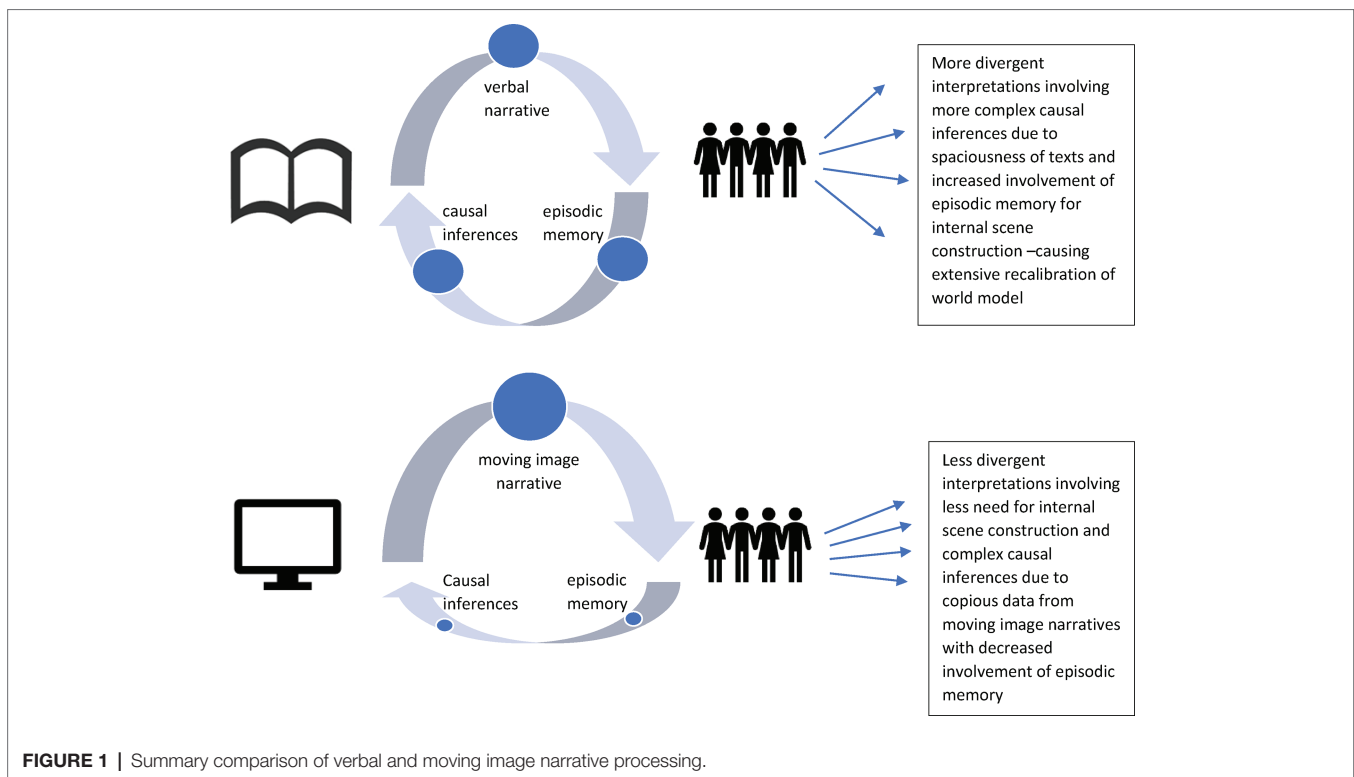 verbal
narrative
causal
inferences
episodic
memory
More divergent
interpretations involving
more complex causal
inferences due to
spaciousness of texts and
increased involvement of
episodic memory for
internal scene
construction –causing
extensive recalibration of
world model
moving image
narrative
Causal
inferences
episodic
memory
Less divergent
interpretations involving
less need for internal
scene construction and
complex causal
inferences due to
copious data from
moving image narratives
with decreased
involvement of episodic
memory
FIGURE 1 | Summary comparison of verbal and moving image narrative processing.